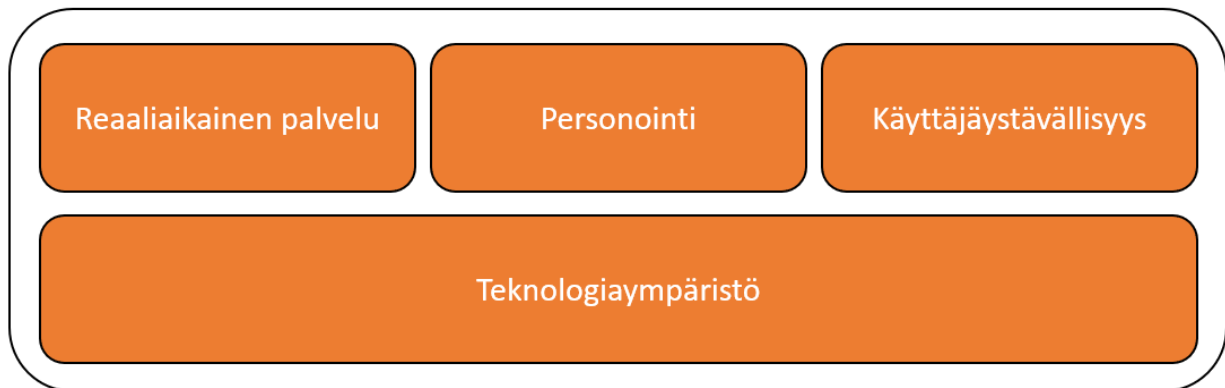 Reaaliaikainen palvelu
Personointi
Käyttäjäystävällisyys
Teknologiaympäristö